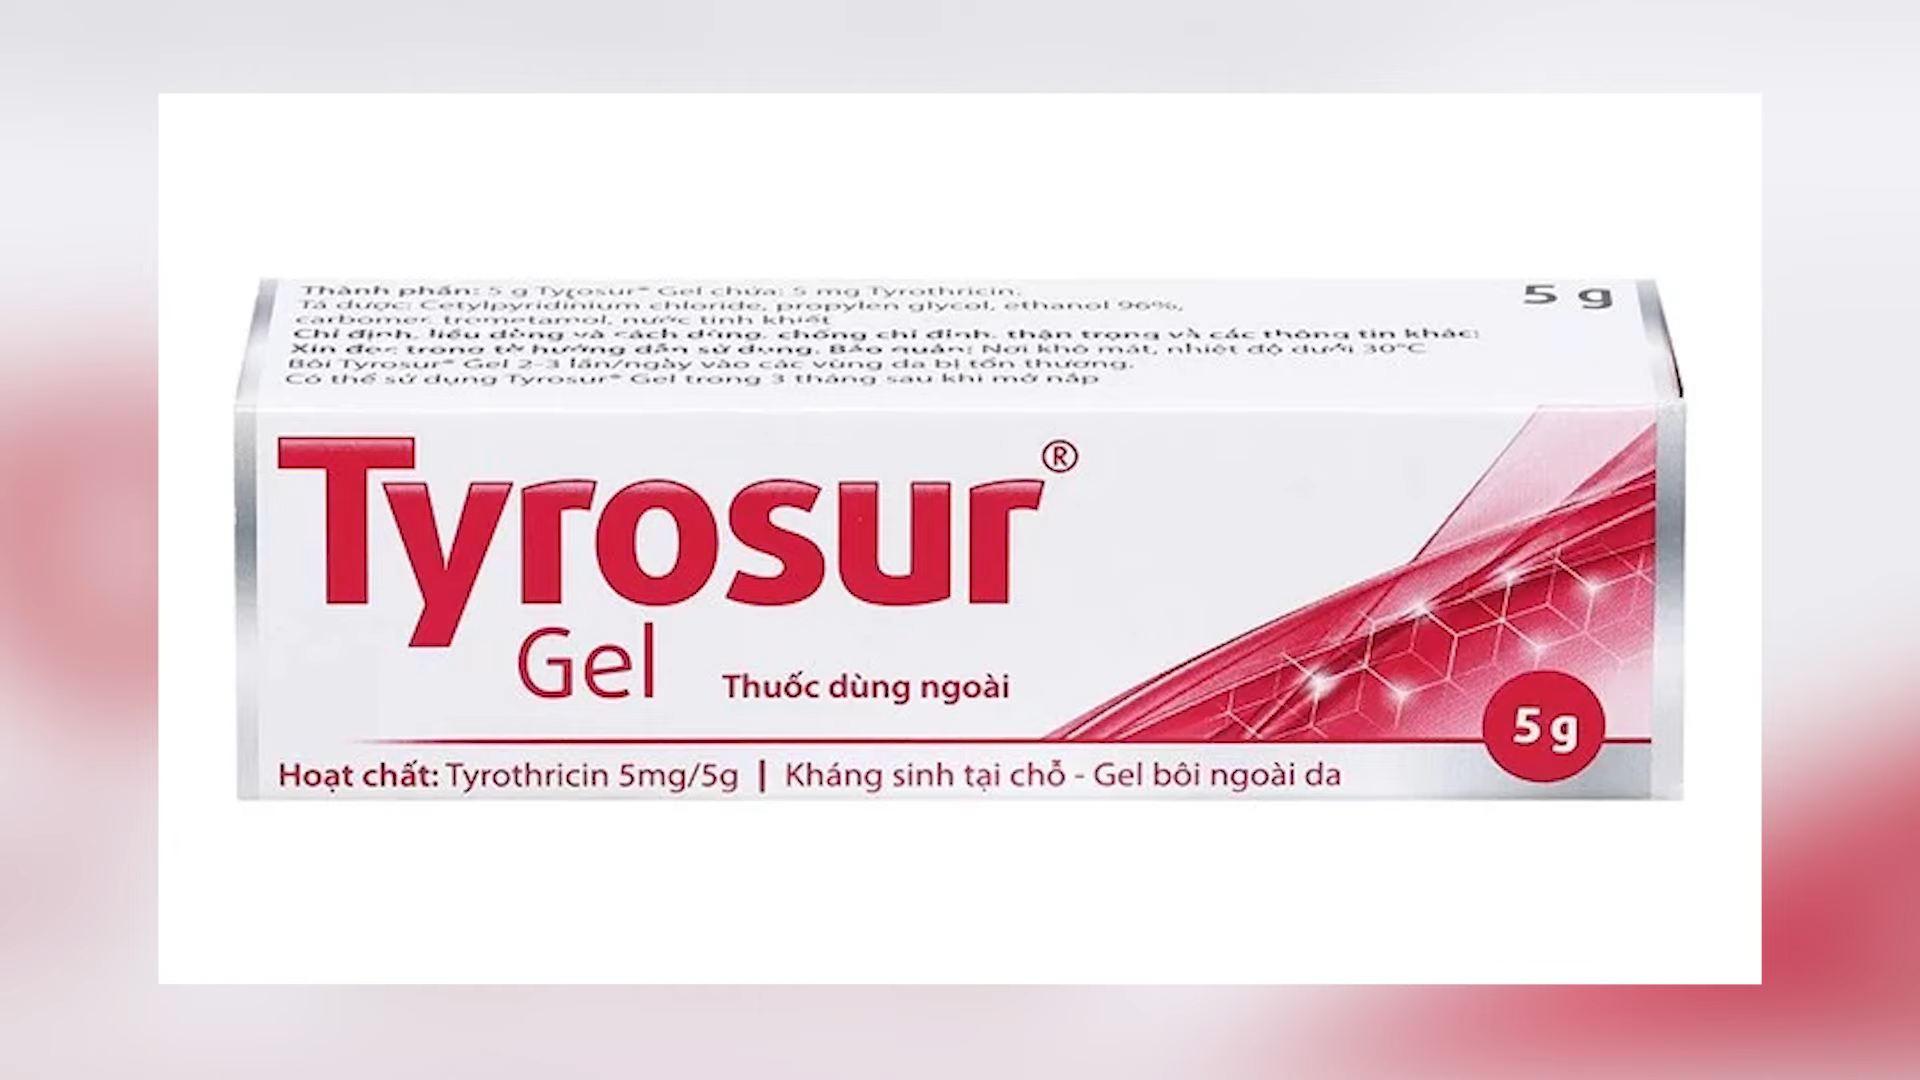 Thành phần: 5 g Tyrosur® Gel chứa: 5 mg Tyrothricin.
Tá dược: Cetylpyridinium chloride, propylen glycol, ethanol 96%,
carbomer, trometamol, nước tinh khiết
Chỉ định, liều dùng và cách dùng, chống chỉ định, thận trọng và các thông tin khác:
Xin đọc trong tờ hướng dẫn sử dụng. Bảo quản: Nơi khô mát, nhiệt độ dưới 30°C
Bôi Tyrosur® Gel 2-3 lần/ngày vào các vùng da bị tổn thương.
Có thể sử dụng Tyrosur® Gel trong 3 tháng sau khi mở nắp
5 g
Tyrosur®
Gel
Thuốc dùng ngoài
5 g
Hoạt chất: Tyrothricin 5mg/5g | Kháng sinh tại chỗ - Gel bôi ngoài da